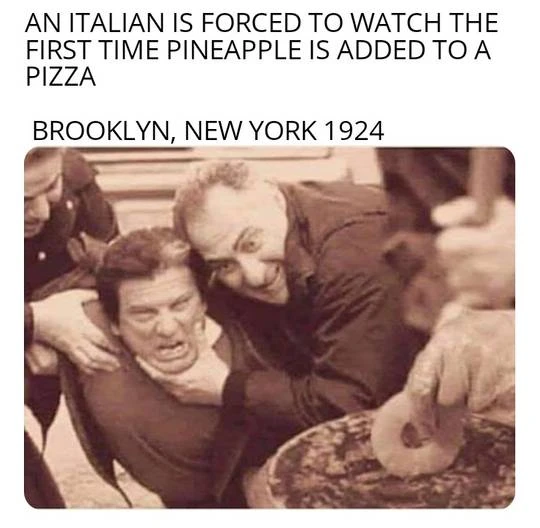 AN ITALIAN IS FORCED TO WATCH THE
FIRST TIME PINEAPPLE IS ADDED TO A
PIZZA
BROOKLYN, NEW YORK 1924